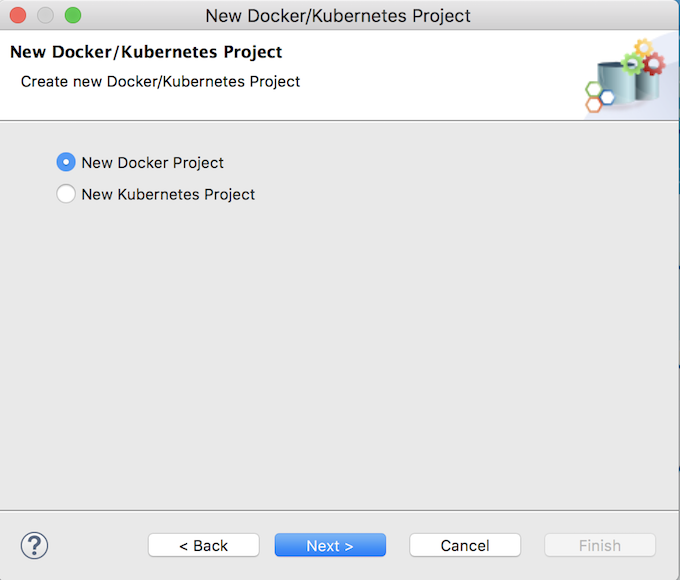 New Docker/Kubernetes Project
New Docker/Kubernetes Project
Create new Docker/Kubernetes Project
New Docker Project
New Kubernetes Project
?
< Back Next > Cancel Finish